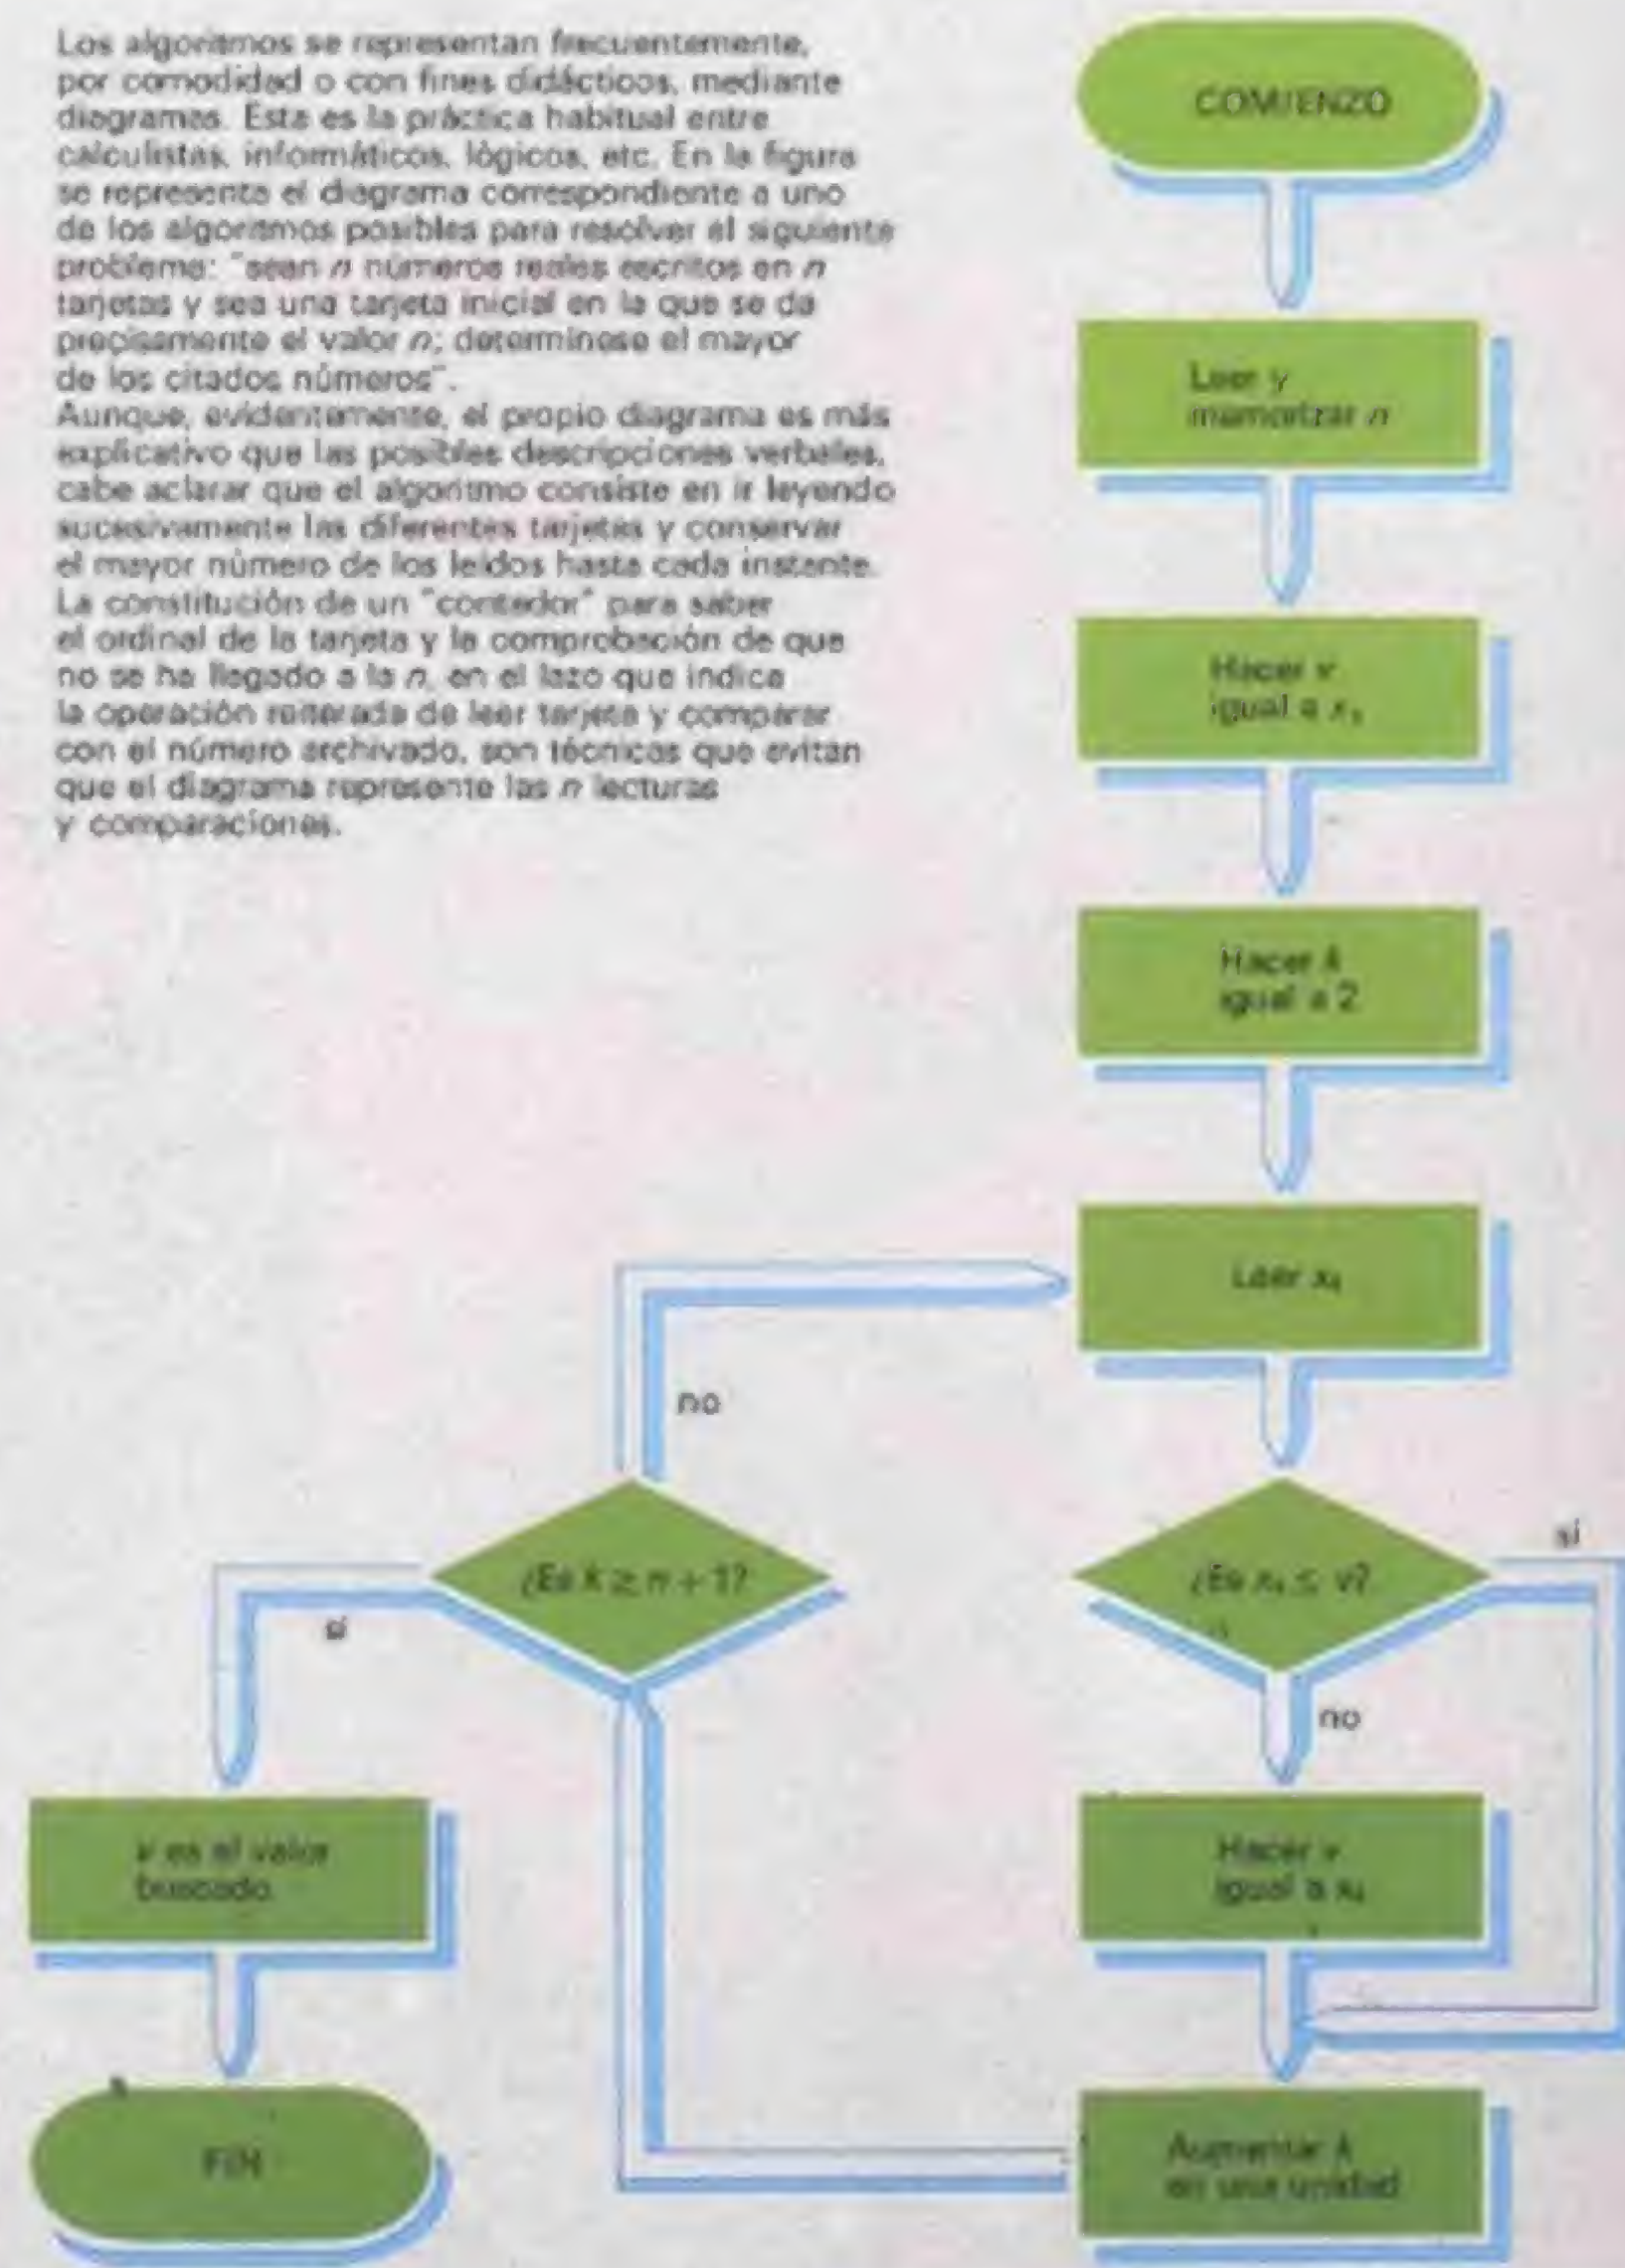 Los algoritmos se representan frecuentemente,
por comodidad o con fines didácticos, mediante
diagramas. Esta es la práctica habitual entre
calculistas, informáticos, lógicos, etc. En la figura
se representa el diagrama correspondiente a uno
de los algoritmos posibles para resolver el siguiente
problema: "sean n números reales escritos en n
tarjetas y sea una tarjeta inicial en la que se da
precisamente el valor n; determínese el mayor
de los citados números".
Aunque, evidentemente, el propio diagrama es más
explicativo que las posibles descripciones verbales,
cabe aclarar que el algoritmo consiste en ir leyendo
sucesivamente las diferentes tarjetas y conservar
el mayor número de los leídos hasta cada instante.
La constitución de un "contador" para saber
el ordinal de la tarjeta y la comprobación de que
no se ha llegado a la n, en el lazo que indica
la operación reiterada de leer tarjeta y comparar
con el número archivado, son técnicas que evitan
que el diagrama represente las n lecturas
y comparaciones.
COMIENZO
Leer y
memorizar n
Hacer v
igual a x₁
Hacer k
igual a 2
Leer xₖ
no
¿Es k ≥ n + 1?
sí
¿Es xₖ ≤ v?
sí
no
v es el valor
buscado
Hacer v
igual a xₖ
FIN
Aumentar k
en una unidad